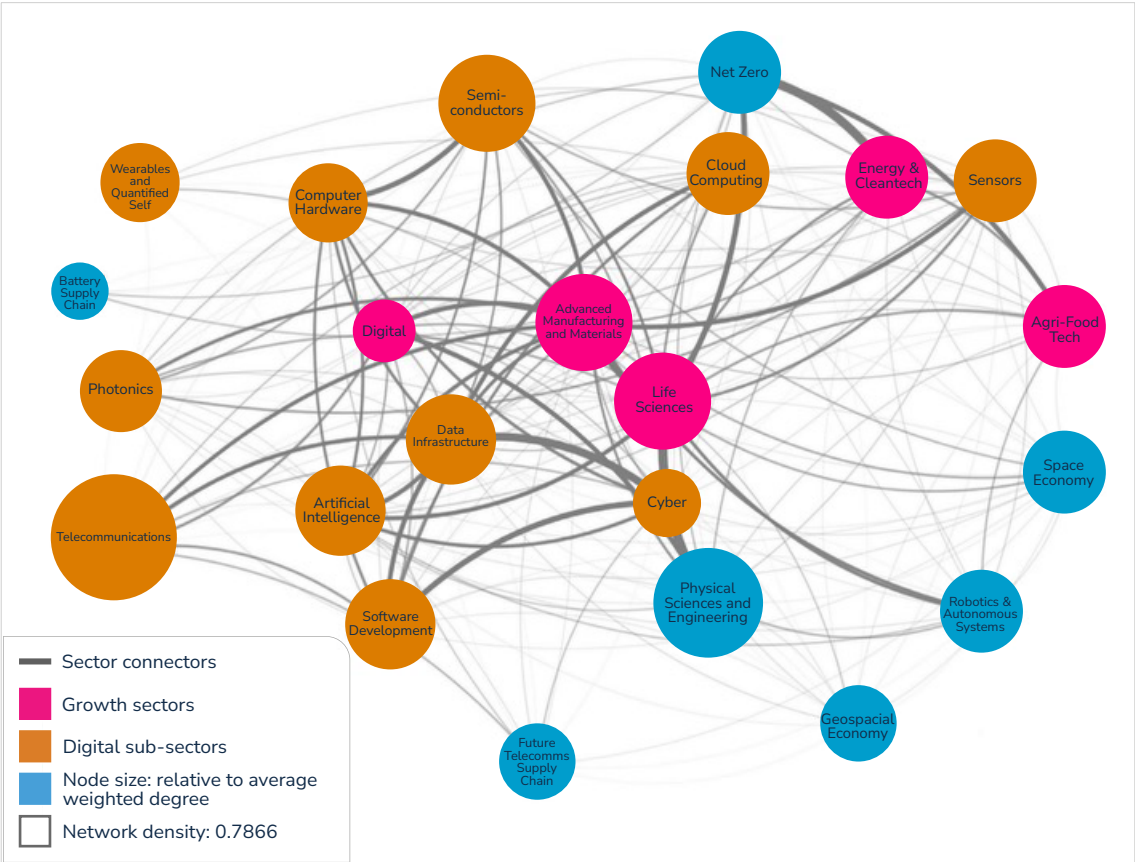 Net Zero
Semi-
conductors
Cloud
Computing
Energy &
Cleantech
Sensors
Wearables
and
Quantified
Self
Computer
Hardware
Battery
Supply
Chain
Digital
Advanced
Manufacturing
and Materials
Agri-Food
Tech
Photonics
Life
Sciences
Data
Infrastructure
Space
Economy
Artificial
Intelligence
Cyber
Telecommunications
Physical
Sciences and
Engineering
Robotics &
Autonomous
Systems
Software
Development
Geospacial
Economy
Future
Telecomms
Supply
Chain
Sector connectors
Growth sectors
Digital sub-sectors
Node size: relative to average
weighted degree
Network density: 0.7866